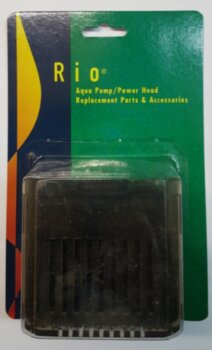 Rio®
Aqua Pump/Power Head
Replacement Parts & Accessories